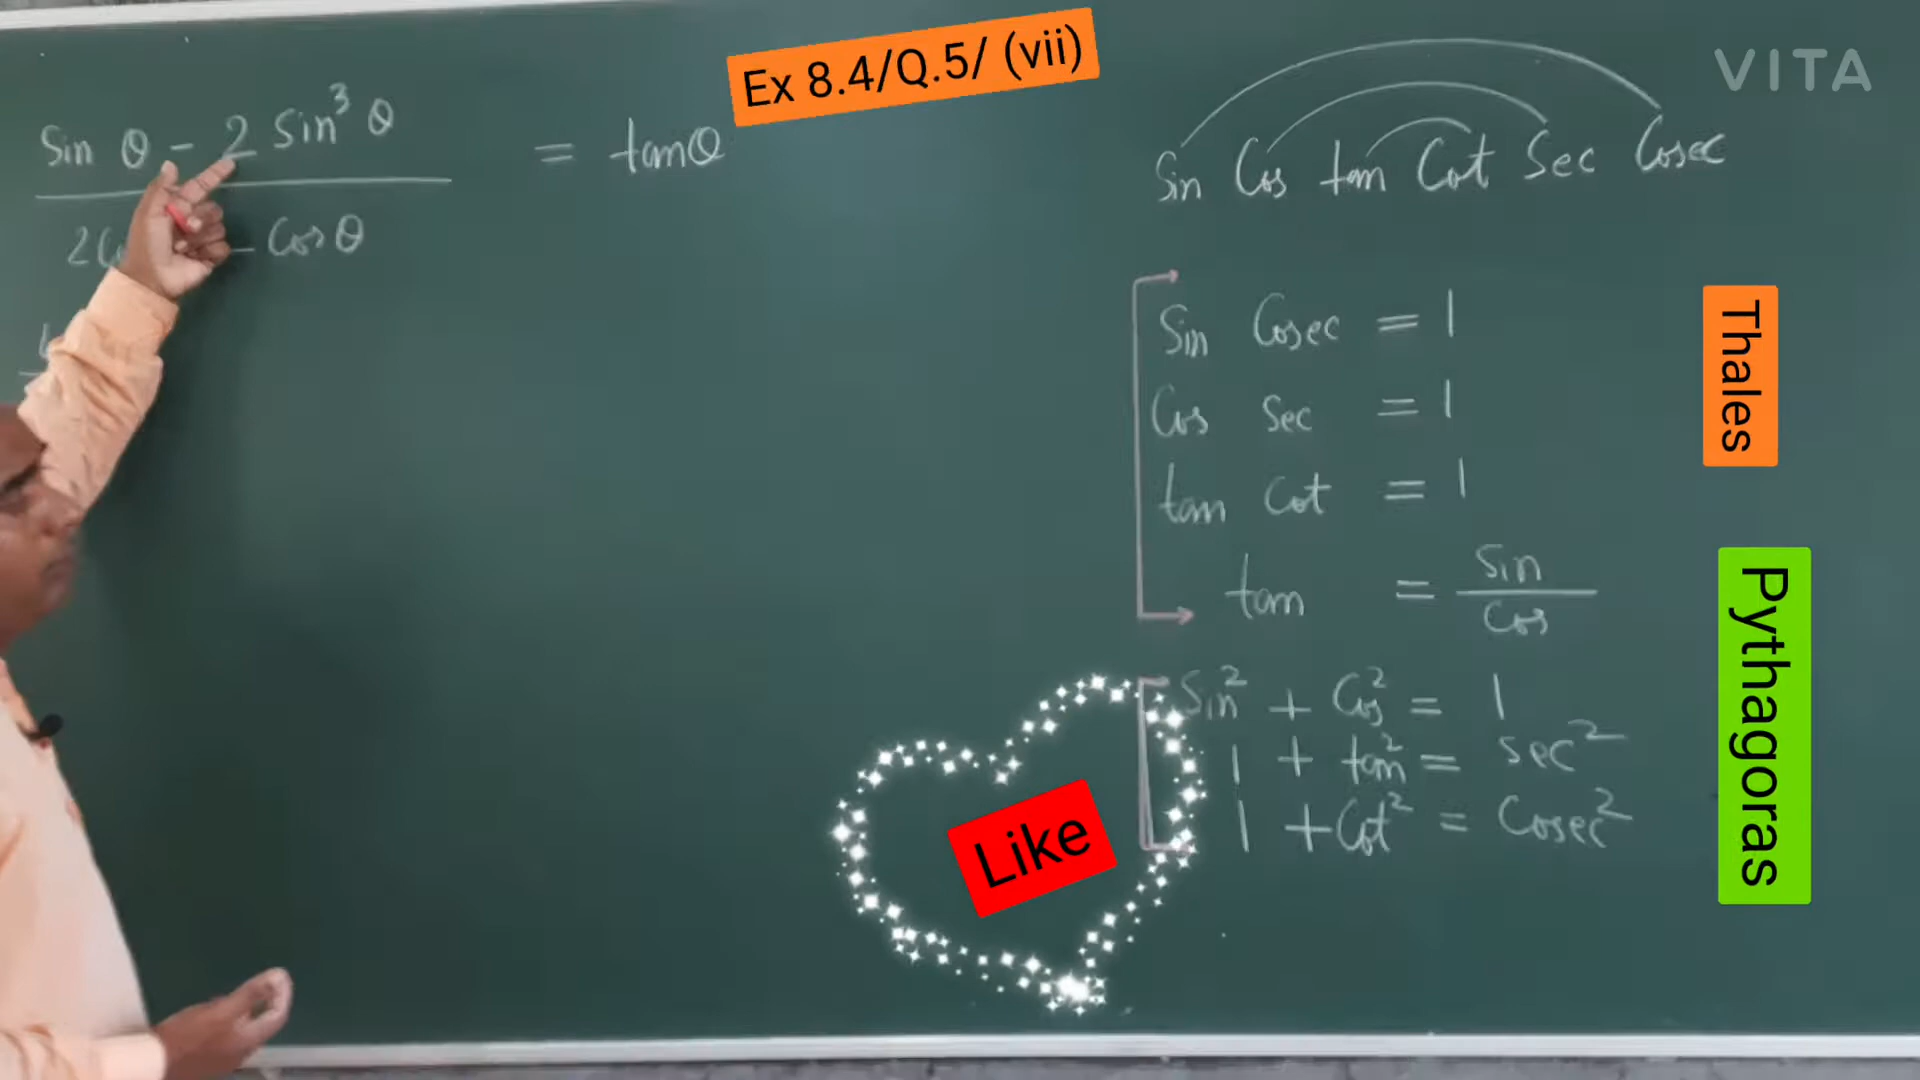 Ex 8.4/Q.5/ (vii)
VITA
Sin θ - 2 Sin³ θ = tanθ
- Cos θ
Sin Cos tan Cot Sec Cosec
Sin Cosec = 1
Cos Sec = 1
tan Cot = 1
tan = Sin / Cos
Sin² + Cos² = 1
1 + tan² = Sec²
1 + Cot² = Cosec²
Thales
Pythagoras
Like